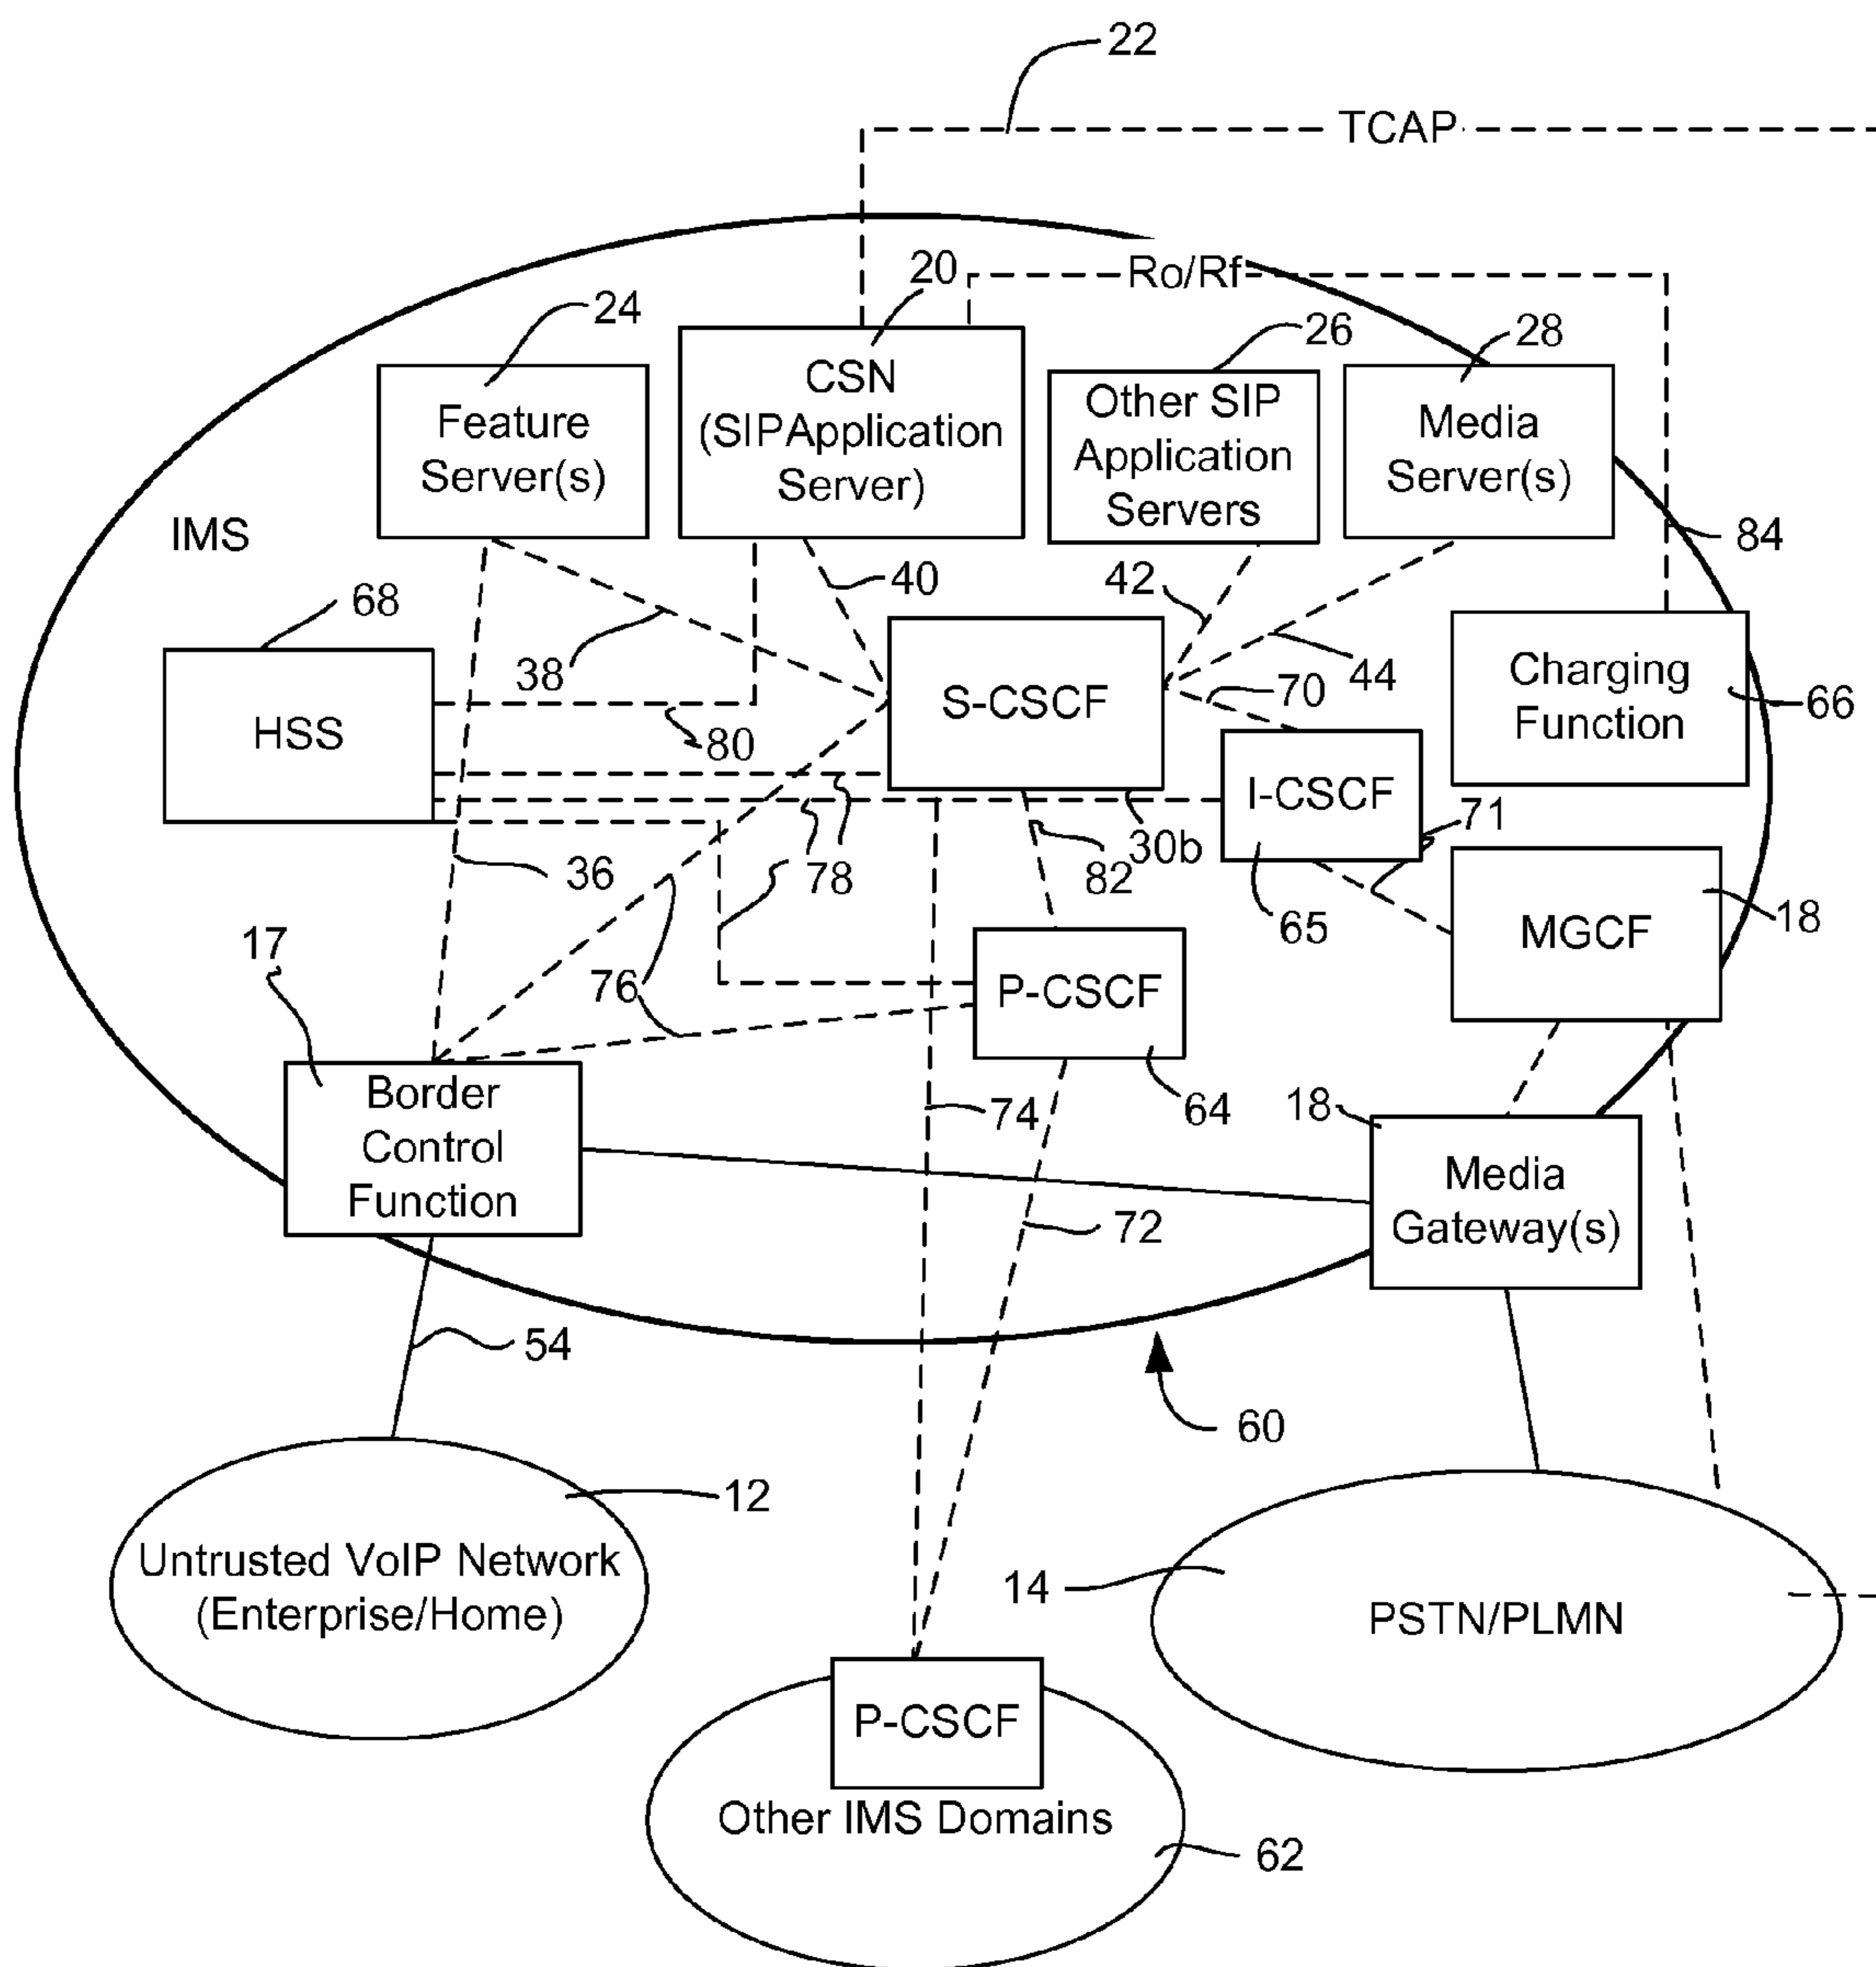 22
TCAP
20
Ro/Rf
24
26
28
CSN
(SIPApplication
Server)
Feature
Server(s)
Other SIP
Application
Servers
Media
Server(s)
IMS
84
40
42
68
38
44
70
S-CSCF
Charging
Function
66
HSS
80
I-CSCF
71
30b
82
78
36
65
18
MGCF
17
76
P-CSCF
64
74
18
Border
Control
Function
Media
Gateway(s)
72
54
60
12
Untrusted VoIP Network
(Enterprise/Home)
14
PSTN/PLMN
P-CSCF
Other IMS Domains
62